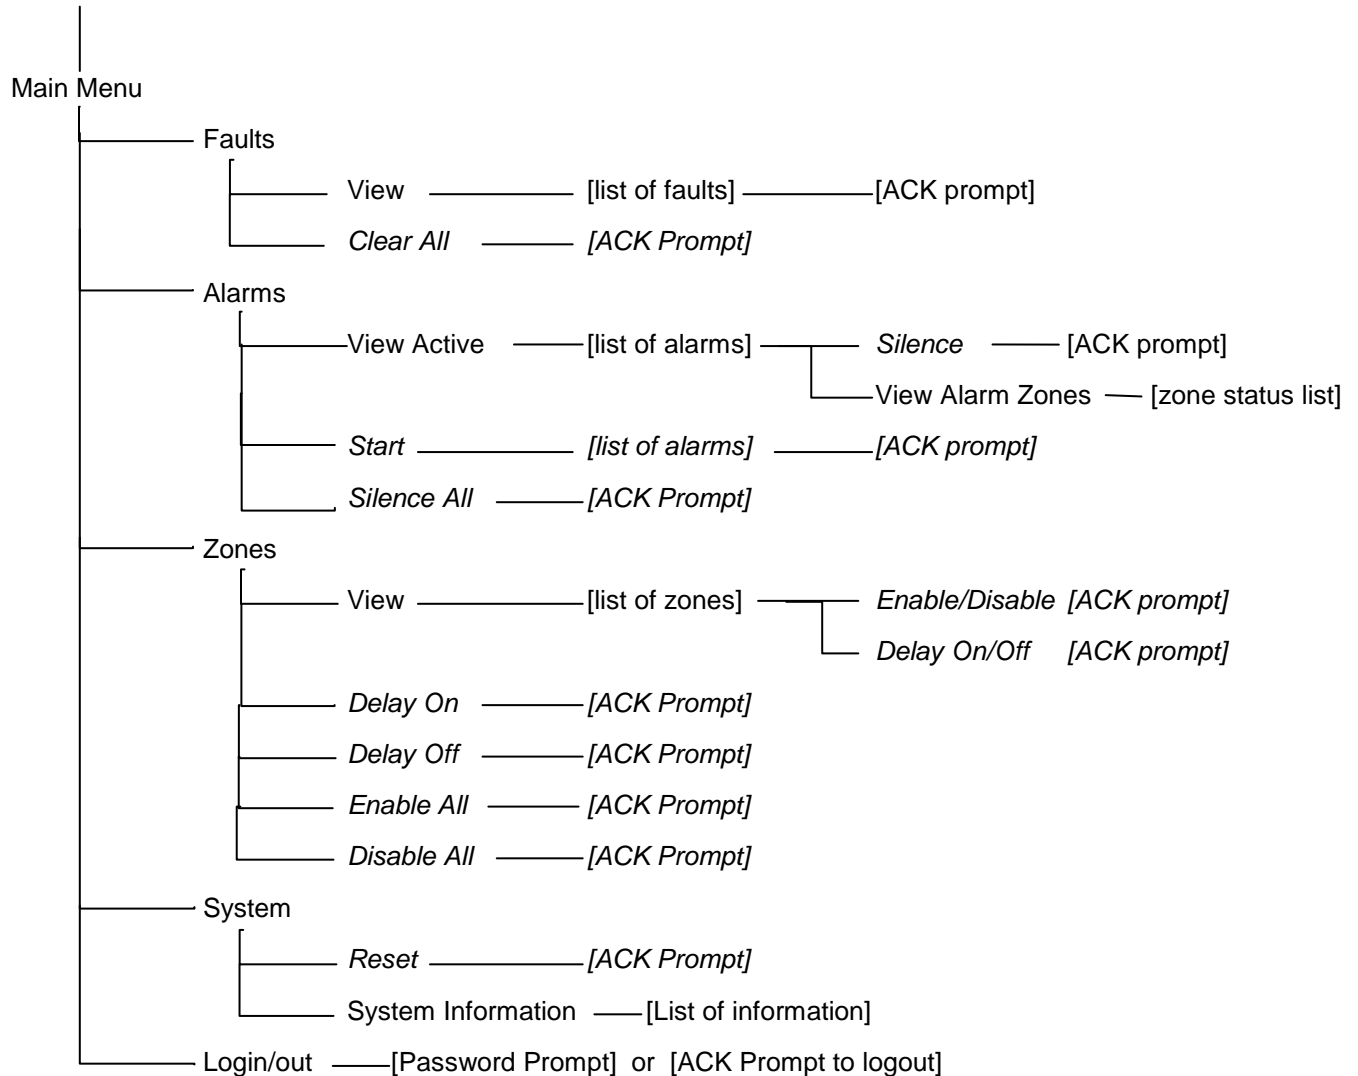 Main Menu
Faults
View [list of faults] [ACK prompt]
Clear All [ACK Prompt]
Alarms
View Active [list of alarms] Silence [ACK prompt]
View Alarm Zones [zone status list]
Start [list of alarms] [ACK prompt]
Silence All [ACK Prompt]
Zones
View [list of zones] Enable/Disable [ACK prompt]
Delay On/Off [ACK prompt]
Delay On [ACK Prompt]
Delay Off [ACK Prompt]
Enable All [ACK Prompt]
Disable All [ACK Prompt]
System
Reset [ACK Prompt]
System Information [List of information]
Login/out [Password Prompt] or [ACK Prompt to logout]